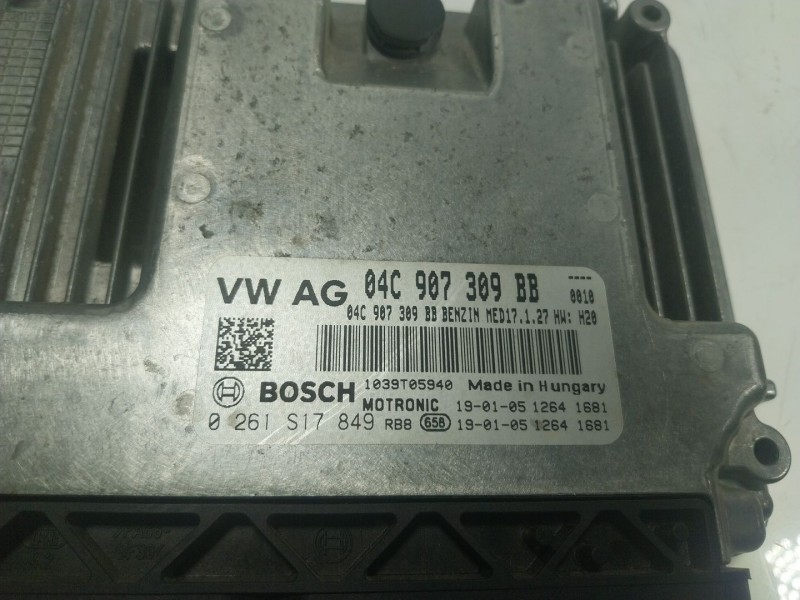 VW AG 04C 907 309 BB ----
0010
04C 907 309 BB BENZIN MED17.1.27 HW: H20
BOSCH 1039T05940 Made in Hungary
MOTRONIC 19-01-05 1264 1681
0 261 S17 849 RB8 656 19-01-05 1264 1681